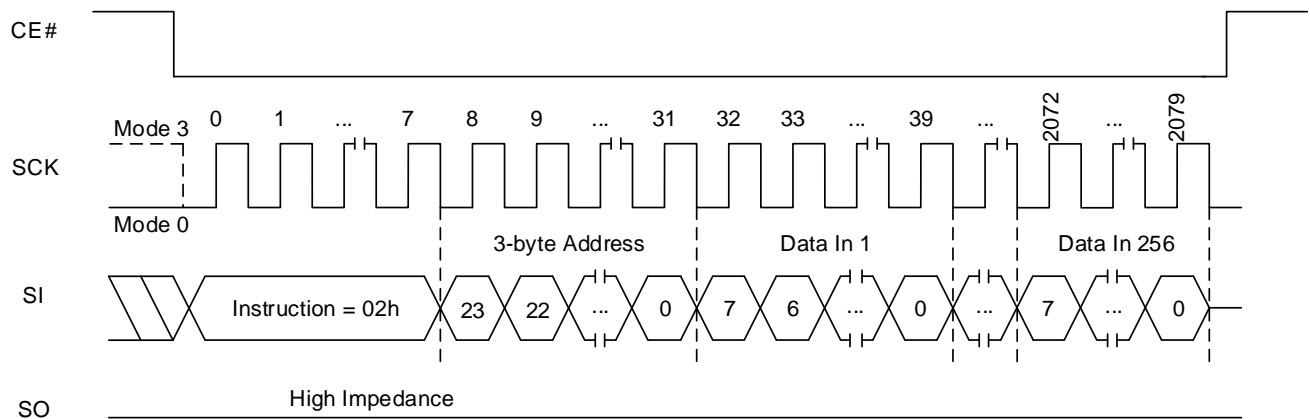 CE#
0 1 ... 7 8 9 ... 31 32 33 ... 39 ... 2072 ... 2079
Mode 3
SCK
Mode 0
3-byte Address Data In 1 Data In 256
SI Instruction = 02h 23 22 ... 0 7 6 ... 0 ... 7 ... 0
High Impedance
SO